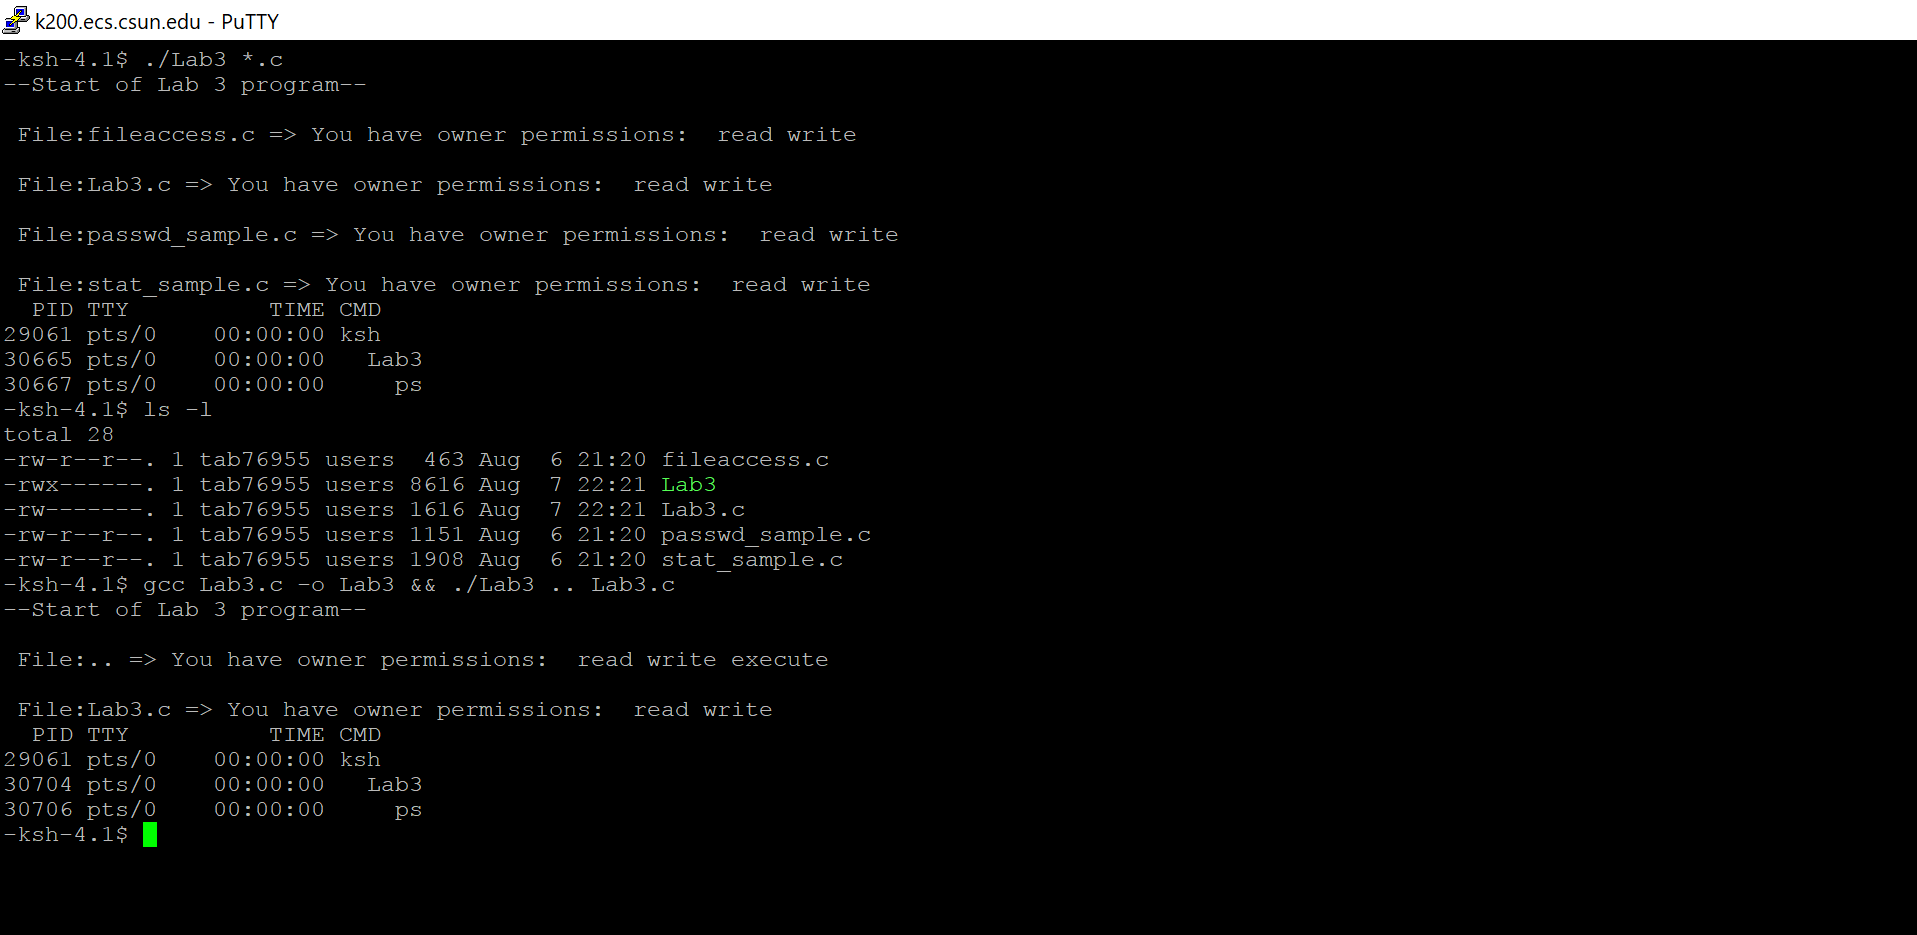 k200.ecs.csun.edu - PuTTY
-ksh-4.1$ ./Lab3 *.c
--Start of Lab 3 program--
File:fileaccess.c => You have owner permissions:  read write
File:Lab3.c => You have owner permissions:  read write
File:passwd_sample.c => You have owner permissions:  read write
File:stat_sample.c => You have owner permissions:  read write
  PID TTY          TIME CMD
29061 pts/0    00:00:00 ksh
30665 pts/0    00:00:00   Lab3
30667 pts/0    00:00:00     ps
-ksh-4.1$ ls -l
total 28
-rw-r--r--. 1 tab76955 users  463 Aug  6 21:20 fileaccess.c
-rwx------. 1 tab76955 users 8616 Aug  7 22:21 Lab3
-rw-------. 1 tab76955 users 1616 Aug  7 22:21 Lab3.c
-rw-r--r--. 1 tab76955 users 1151 Aug  6 21:20 passwd_sample.c
-rw-r--r--. 1 tab76955 users 1908 Aug  6 21:20 stat_sample.c
-ksh-4.1$ gcc Lab3.c -o Lab3 && ./Lab3 .. Lab3.c
--Start of Lab 3 program--
File:.. => You have owner permissions:  read write execute
File:Lab3.c => You have owner permissions:  read write
  PID TTY          TIME CMD
29061 pts/0    00:00:00 ksh
30704 pts/0    00:00:00   Lab3
30706 pts/0    00:00:00     ps
-ksh-4.1$